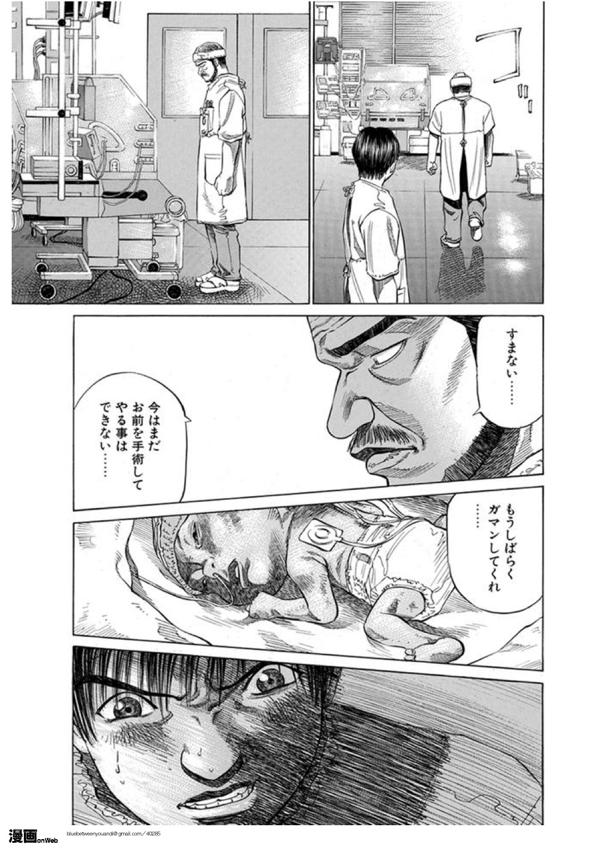 すまない……
今はまだ
お前を手術して
やる事は
できない……
もうしばらく
ガマンしてくれ
……
漫画onWeb
bluebetweenyouandi@gmail.com／40285